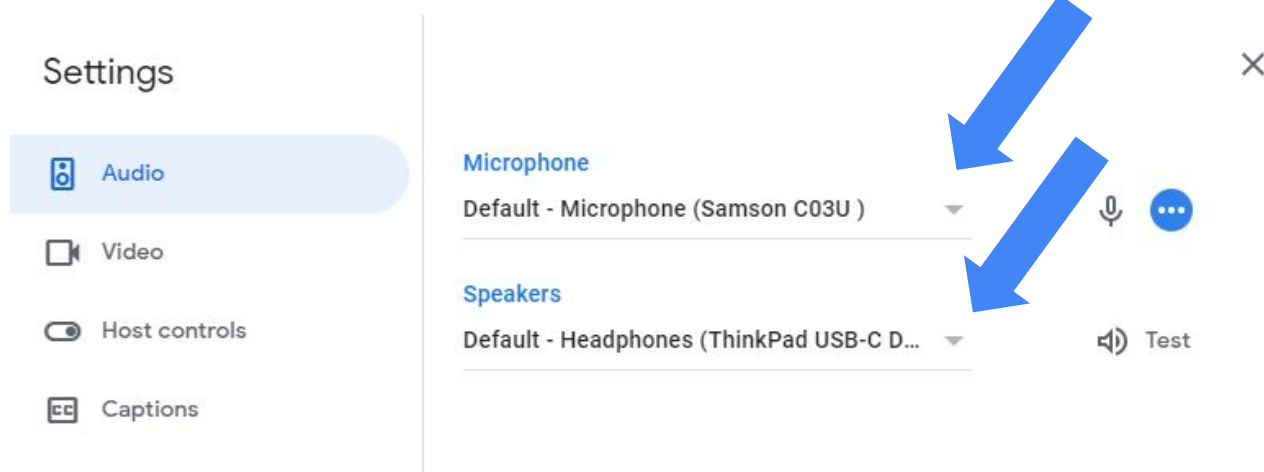 Settings
Audio
Video
Host controls
Captions
Microphone
Default - Microphone (Samson C03U )
Speakers
Default - Headphones (ThinkPad USB-C D...
Test